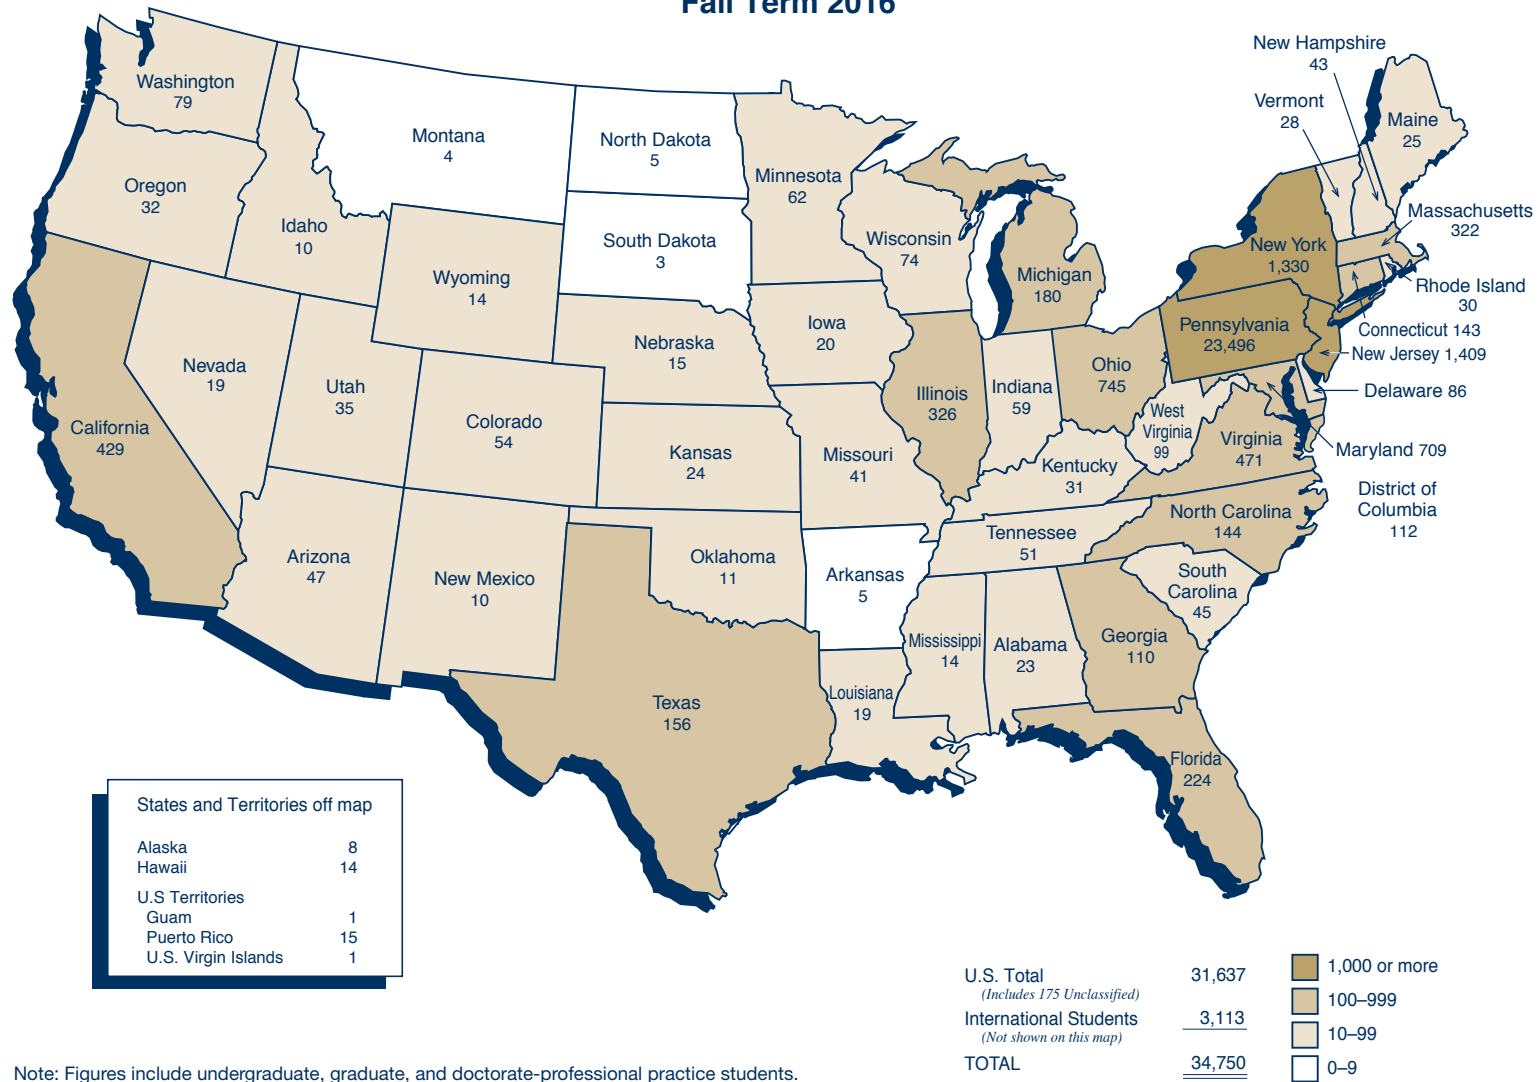 Fall Term 2016
Washington
79
Oregon
32
Idaho
10
Montana
4
North Dakota
5
South Dakota
3
Wyoming
14
Nebraska
15
Minnesota
62
Wisconsin
74
Michigan
180
Iowa
20
Nevada
19
Utah
35
Colorado
54
California
429
Kansas
24
Missouri
41
Illinois
326
Indiana
59
Ohio
745
Kentucky
31
West
Virginia
99
Virginia
471
Pennsylvania
23,496
New York
1,330
New Hampshire
43
Vermont
28
Maine
25
Massachusetts
322
Rhode Island
30
Connecticut 143
New Jersey 1,409
Delaware 86
Maryland 709
District of
Columbia
112
Arizona
47
New Mexico
10
Oklahoma
11
Arkansas
5
Tennessee
51
North Carolina
144
South
Carolina
45
Georgia
110
Alabama
23
Mississippi
14
Louisiana
19
Texas
156
Florida
224
States and Territories off map
Alaska 8
Hawaii 14
U.S Territories
Guam 1
Puerto Rico 15
U.S. Virgin Islands 1
U.S. Total 31,637
(Includes 175 Unclassified)
International Students 3,113
(Not shown on this map)
TOTAL 34,750
1,000 or more
100–999
10–99
0–9
Note: Figures include undergraduate, graduate, and doctorate-professional practice students.